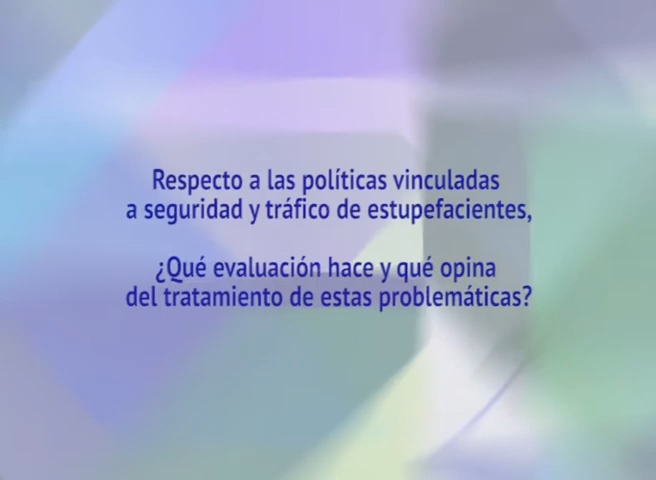 Respecto a las políticas vinculadas
a seguridad y tráfico de estupefacientes,
¿Qué evaluación hace y qué opina
del tratamiento de estas problemáticas?